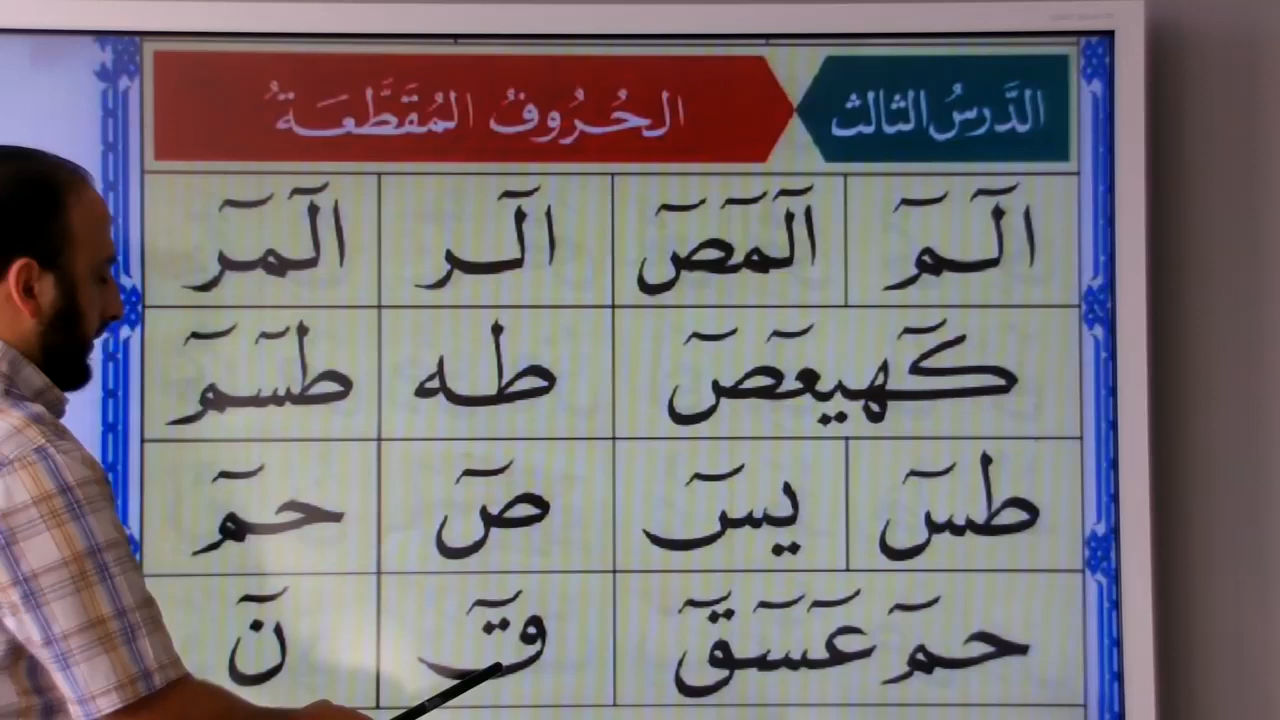 الدَّرسُ الثالث الحُرُوفُ المُقَطَّعَةُ
الٓمٓ الٓمٓصٓ الٓر الٓمٓر
كٓهيعٓصٓ طه طسٓمٓ
طسٓ يسٓ صٓ حمٓ
حمٓ عٓسٓقٓ قٓ نٓ